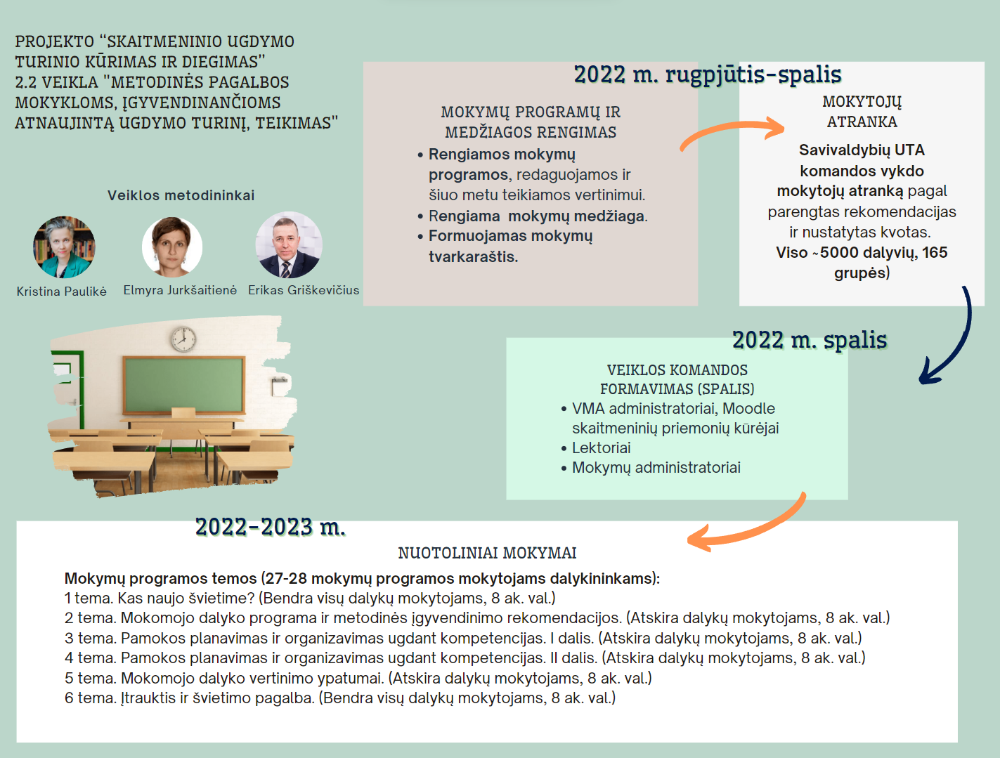 PROJEKTO “SKAITMENINIO UGDYMO
TURINIO KŪRIMAS IR DIEGIMAS”
2.2 VEIKLA "METODINĖS PAGALBOS
MOKYKLOMS, ĮGYVENDINANČIOMS
ATNAUJINTĄ UGDYMO TURINĮ, TEIKIMAS"
Veiklos metodininkai
Kristina Paulikė
Elmyra Jurkšaitienė
Erikas Griškevičius
2022 m. rugpjūtis-spalis
MOKYMŲ PROGRAMŲ IR
MEDŽIAGOS RENGIMAS
• Rengiamos mokymų
programos, redaguojamos ir
šiuo metu teikiamos vertinimui.
• Rengiama  mokymų medžiaga.
• Formuojamas mokymų
tvarkaraštis.
MOKYTOJŲ
ATRANKA
Savivaldybių UTA
komandos vykdo
mokytojų atranką pagal
parengtas rekomendacijas
ir nustatytas kvotas.
Viso ~5000 dalyvių, 165
grupės)
2022 m. spalis
VEIKLOS KOMANDOS
FORMAVIMAS (SPALIS)
• VMA administratoriai, Moodle
skaitmeninių priemonių kūrėjai
• Lektoriai
• Mokymų administratoriai
2022-2023 m.
NUOTOLINIAI MOKYMAI
Mokymų programos temos (27-28 mokymų programos mokytojams dalykininkams):
1 tema. Kas naujo švietime? (Bendra visų dalykų mokytojams, 8 ak. val.)
2 tema. Mokomojo dalyko programa ir metodinės įgyvendinimo rekomendacijos. (Atskira dalykų mokytojams, 8 ak. val.)
3 tema. Pamokos planavimas ir organizavimas ugdant kompetencijas. I dalis. (Atskira dalykų mokytojams, 8 ak. val.)
4 tema. Pamokos planavimas ir organizavimas ugdant kompetencijas. II dalis. (Atskira dalykų mokytojams, 8 ak. val.)
5 tema. Mokomojo dalyko vertinimo ypatumai. (Atskira dalykų mokytojams, 8 ak. val.)
6 tema. Įtrauktis ir švietimo pagalba. (Bendra visų dalykų mokytojams, 8 ak. val.)